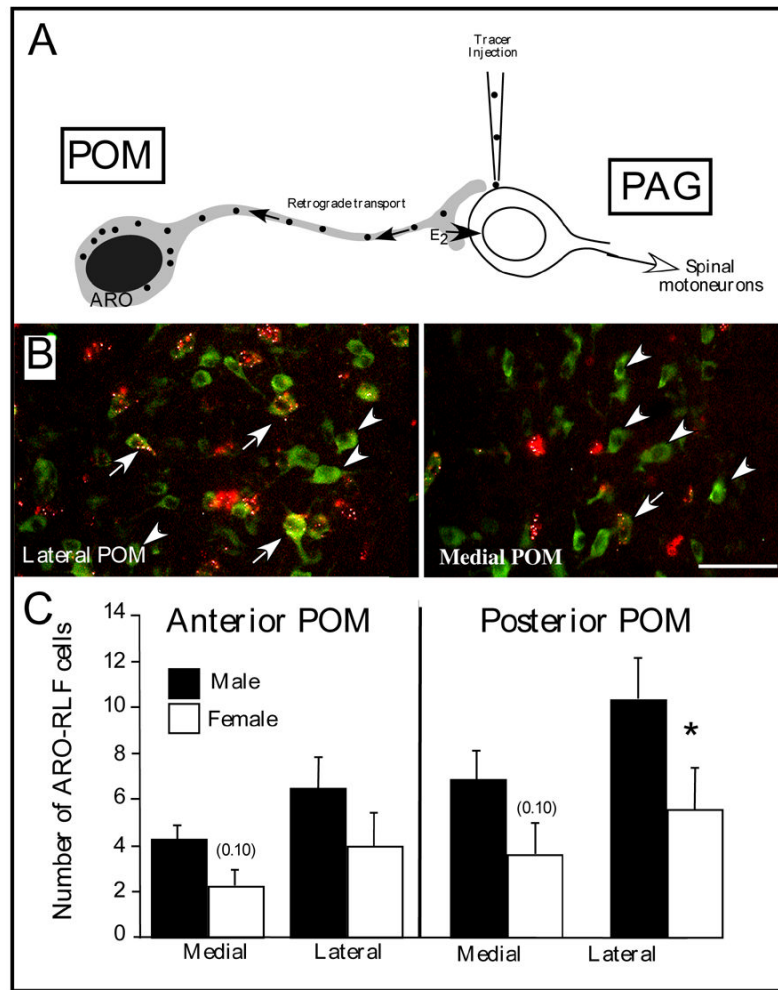 A
Tracer
Injection
POM
PAG
Retrograde transport
E2
ARO
Spinal
motoneurons
B
Lateral POM
Medial POM
C
Anterior POM
Posterior POM
Number of ARO-RLF cells
14
12
10
8
6
4
2
0
Male
Female
(0.10)
(0.10)
*
Medial
Lateral
Medial
Lateral